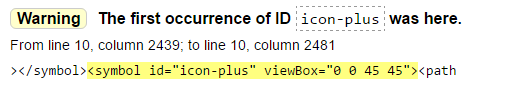 Warning The first occurrence of ID icon-plus was here.
From line 10, column 2439; to line 10, column 2481
></symbol><symbol id="icon-plus" viewBox="0 0 45 45"><path